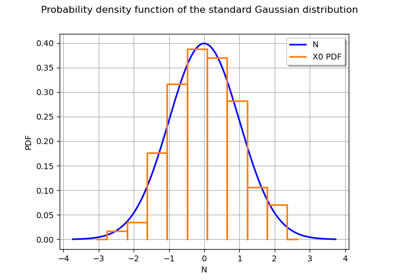 Probability density function of the standard Gaussian distribution
0.40
0.35
0.30
0.25
0.20
0.15
0.10
0.05
0.00
PDF
N
X0 PDF
−4 −3 −2 −1 0 1 2 3 4
N